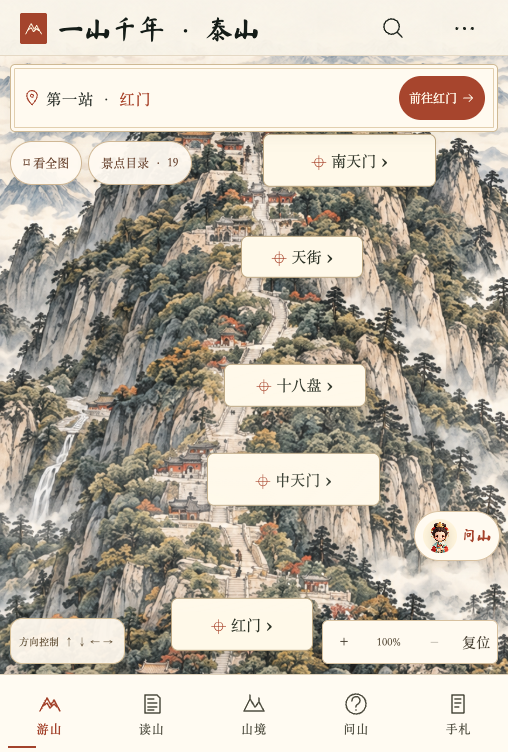 一山千年 · 泰山
第一站 · 红门
前往红门 →
看全图
景点目录 · 19
南天门 ›
天街 ›
十八盘 ›
中天门 ›
问山
红门 ›
方向控制 ↑ ↓ ← →
+ 100% − 复位
游山
读山
山境
问山
手札